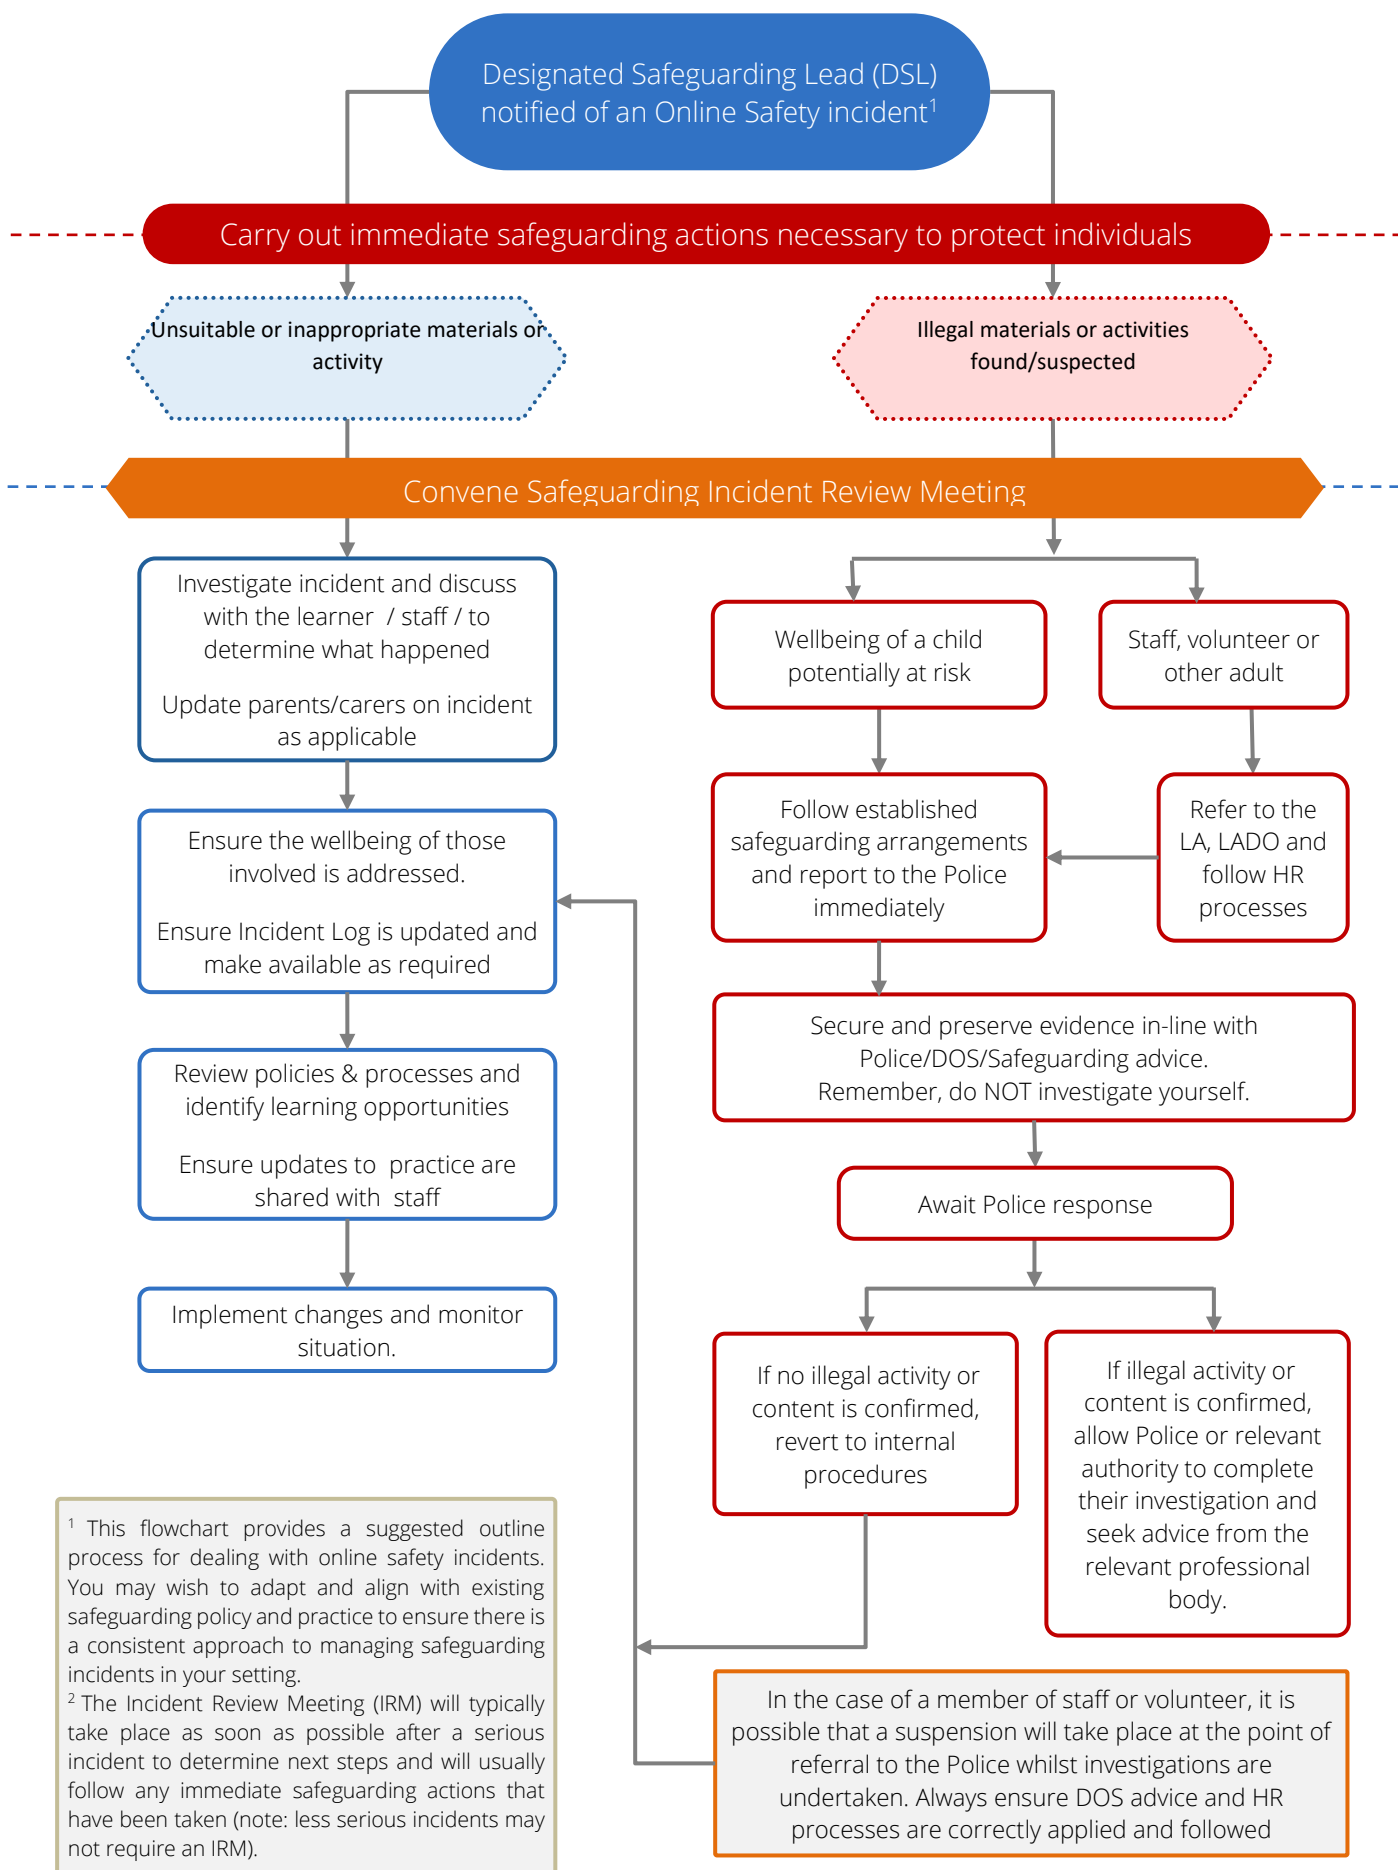 Designated Safeguarding Lead (DSL)
notified of an Online Safety incident¹
Carry out immediate safeguarding actions necessary to protect individuals
Unsuitable or inappropriate materials or
activity
Illegal materials or activities
found/suspected
Convene Safeguarding Incident Review Meeting
Investigate incident and discuss
with the learner / staff / to
determine what happened
Update parents/carers on incident
as applicable
Wellbeing of a child
potentially at risk
Staff, volunteer or
other adult
Ensure the wellbeing of those
involved is addressed.
Ensure Incident Log is updated and
make available as required
Follow established
safeguarding arrangements
and report to the Police
immediately
Refer to the
LA, LADO and
follow HR
processes
Secure and preserve evidence in-line with
Police/DOS/Safeguarding advice.
Remember, do NOT investigate yourself.
Review policies & processes and
identify learning opportunities
Ensure updates to practice are
shared with staff
Await Police response
Implement changes and monitor
situation.
If no illegal activity or
content is confirmed,
revert to internal
procedures
If illegal activity or
content is confirmed,
allow Police or relevant
authority to complete
their investigation and
seek advice from the
relevant professional
body.
¹ This flowchart provides a suggested outline
process for dealing with online safety incidents.
You may wish to adapt and align with existing
safeguarding policy and practice to ensure there is
a consistent approach to managing safeguarding
incidents in your setting.
² The Incident Review Meeting (IRM) will typically
take place as soon as possible after a serious
incident to determine next steps and will usually
follow any immediate safeguarding actions that
have been taken (note: less serious incidents may
not require an IRM).
In the case of a member of staff or volunteer, it is
possible that a suspension will take place at the point of
referral to the Police whilst investigations are
undertaken. Always ensure DOS advice and HR
processes are correctly applied and followed